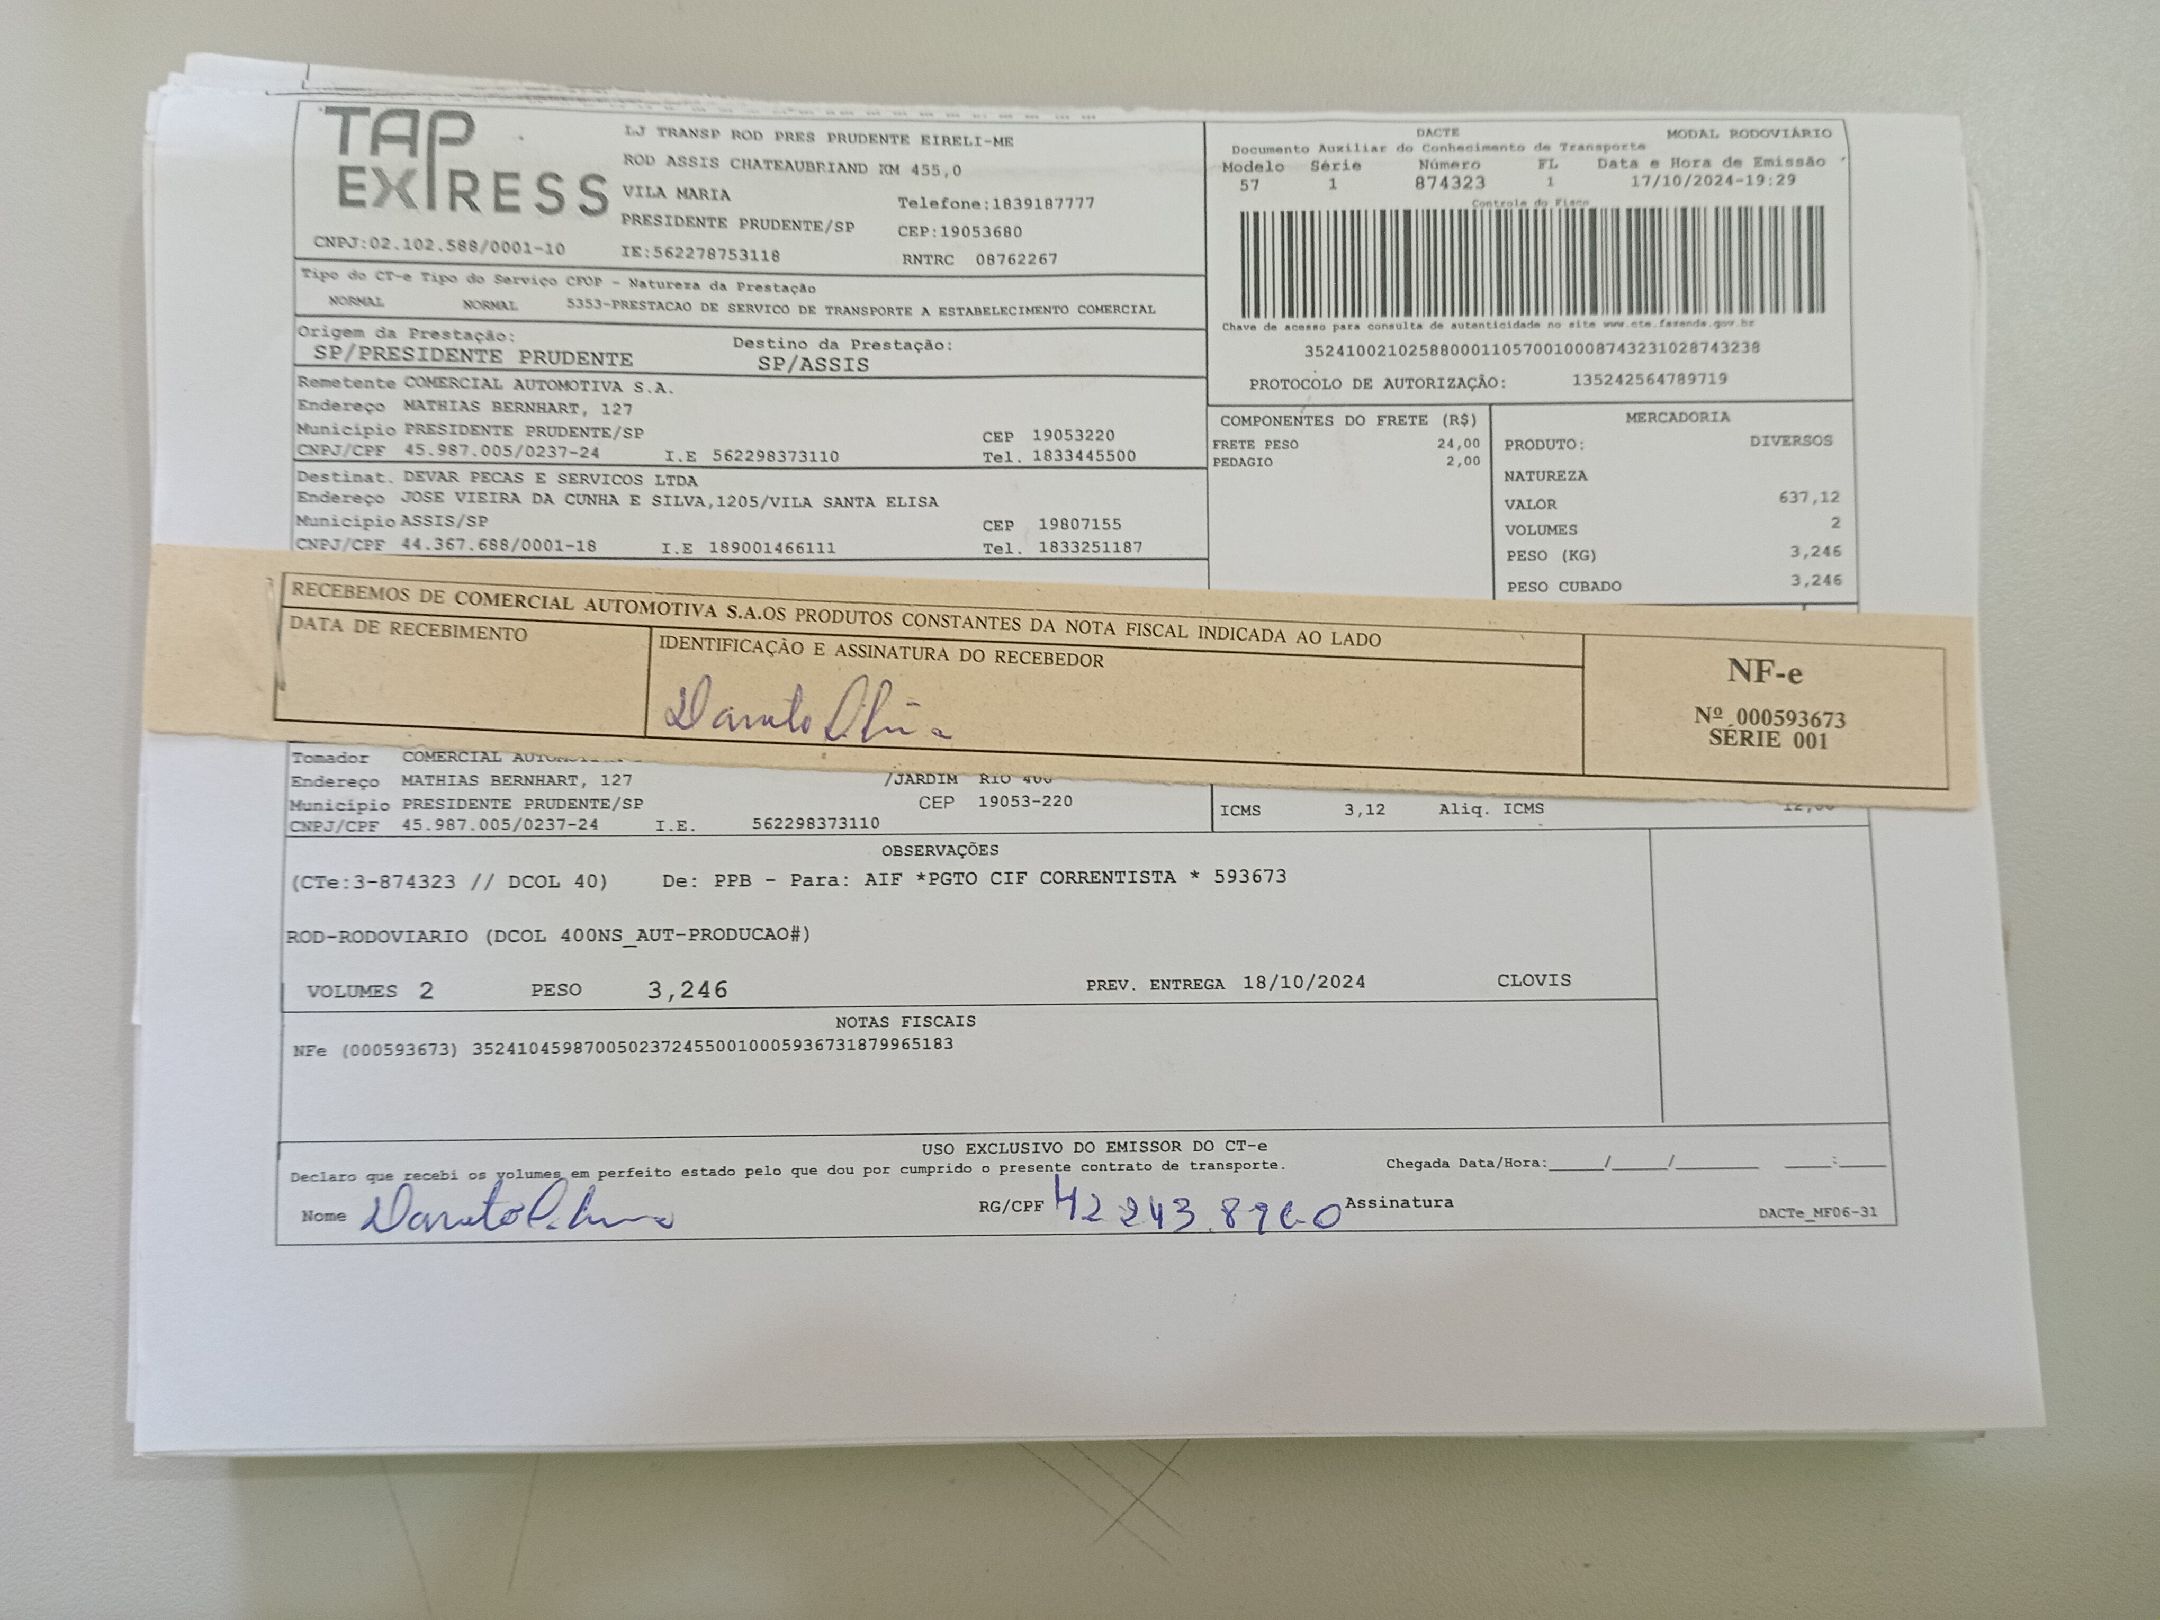 TAP EXPRESS
LJ TRANSP ROD PRES PRUDENTE EIRELI-ME
ROD ASSIS CHATEAUBRIAND KM 455,0
VILA MARIA
Telefone:1839187777
PRESIDENTE PRUDENTE/SP CEP:19053680
CNPJ:02.102.588/0001-10 IE:562278753118 RNTRC 08762267
DACTE MODAL RODOVIÁRIO
Documento Auxiliar do Conhecimento de Transporte
Modelo Série Número FL Data e Hora de Emissão
57 1 874323 1 17/10/2024-19:29
Controle do Fisco
Chave de acesso para consulta de autenticidade no site www.cte.fazenda.gov.br
35241002102588000110570010008743231028743238
PROTOCOLO DE AUTORIZAÇÃO: 135242564789719
Tipo do CT-e Tipo do Serviço CFOP - Natureza da Prestação
NORMAL NORMAL 5353-PRESTACAO DE SERVICO DE TRANSPORTE A ESTABELECIMENTO COMERCIAL
Origem da Prestação: Destino da Prestação:
SP/PRESIDENTE PRUDENTE SP/ASSIS
Remetente COMERCIAL AUTOMOTIVA S.A.
Endereço MATHIAS BERNHART, 127
Município PRESIDENTE PRUDENTE/SP CEP 19053220
CNPJ/CPF 45.987.005/0237-24 I.E 562298373110 Tel. 1833445500
Destinat. DEVAR PECAS E SERVICOS LTDA
Endereço JOSE VIEIRA DA CUNHA E SILVA,1205/VILA SANTA ELISA
Município ASSIS/SP CEP 19807155
CNPJ/CPF 44.367.688/0001-18 I.E 189001466111 Tel. 1833251187
COMPONENTES DO FRETE (R$)
FRETE PESO 24,00
PEDAGIO 2,00
MERCADORIA
PRODUTO: DIVERSOS
NATUREZA
VALOR 637,12
VOLUMES 2
PESO (KG) 3,246
PESO CUBADO 3,246
RECEBEMOS DE COMERCIAL AUTOMOTIVA S.A.OS PRODUTOS CONSTANTES DA NOTA FISCAL INDICADA AO LADO
DATA DE RECEBIMENTO
IDENTIFICAÇÃO E ASSINATURA DO RECEBEDOR
NF-e
Nº 000593673
SÉRIE 001
Tomador COMERCIAL
Endereço MATHIAS BERNHART, 127 /JARDIM RIO 400
Município PRESIDENTE PRUDENTE/SP CEP 19053-220
CNPJ/CPF 45.987.005/0237-24 I.E. 562298373110
ICMS 3,12 Aliq. ICMS 12,00
OBSERVAÇÕES
(CTe:3-874323 // DCOL 40) De: PPB - Para: AIF *PGTO CIF CORRENTISTA * 593673
ROD-RODOVIARIO (DCOL 400NS_AUT-PRODUCAO#)
VOLUMES 2 PESO 3,246 PREV. ENTREGA 18/10/2024 CLOVIS
NOTAS FISCAIS
NFe (000593673) 35241045987005023724550010005936731879965183
USO EXCLUSIVO DO EMISSOR DO CT-e
Declaro que recebi os volumes em perfeito estado pelo que dou por cumprido o presente contrato de transporte. Chegada Data/Hora:_____/_____/________ ____:____
Nome RG/CPF Assinatura DACTe_MF06-31